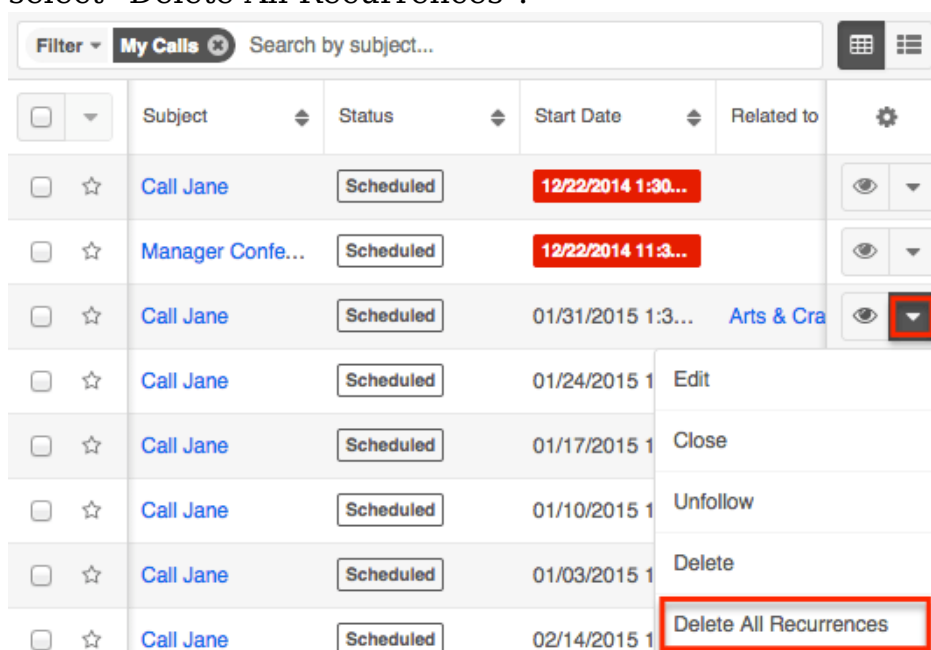 select "Delete All Recurrences".
Filter My Calls Search by subject...
Subject Status Start Date Related to
Call Jane Scheduled 12/22/2014 1:30...
Manager Confe... Scheduled 12/22/2014 11:3...
Call Jane Scheduled 01/31/2015 1:3... Arts & Cra
Call Jane Scheduled 01/24/2015 1 Edit
Call Jane Scheduled 01/17/2015 1 Close
Call Jane Scheduled 01/10/2015 1 Unfollow
Call Jane Scheduled 01/03/2015 1 Delete
Call Jane Scheduled 02/14/2015 1 Delete All Recurrences